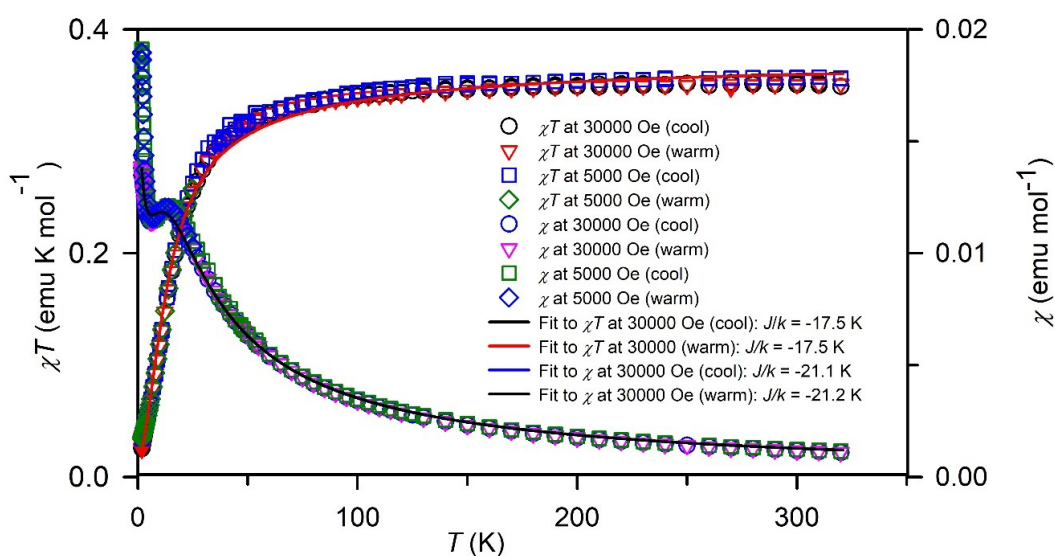 0.4
0.2
0.0
χT (emu K mol⁻¹)
0.02
0.01
0.00
χ (emu mol⁻¹)
χT at 30000 Oe (cool)
χT at 30000 Oe (warm)
χT at 5000 Oe (cool)
χT at 5000 Oe (warm)
χ at 30000 Oe (cool)
χ at 30000 Oe (warm)
χ at 5000 Oe (cool)
χ at 5000 Oe (warm)
Fit to χT at 30000 Oe (cool): J/k = -17.5 K
Fit to χT at 30000 (warm): J/k = -17.5 K
Fit to χ at 30000 Oe (cool): J/k = -21.1 K
Fit to χ at 30000 Oe (warm): J/k = -21.2 K
0 100 200 300
T (K)